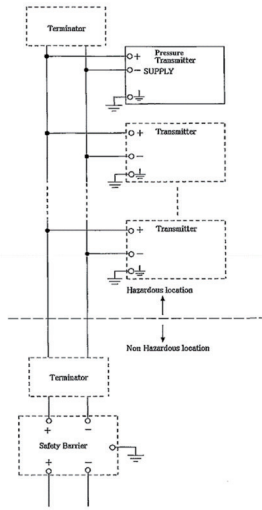 Terminator
Pressure
Transmitter
+
− SUPPLY
+
Transmitter
−
+
Transmitter
−
Hazardous location
Non Hazardous location
Terminator
+ −
Safety Barrier
+ −